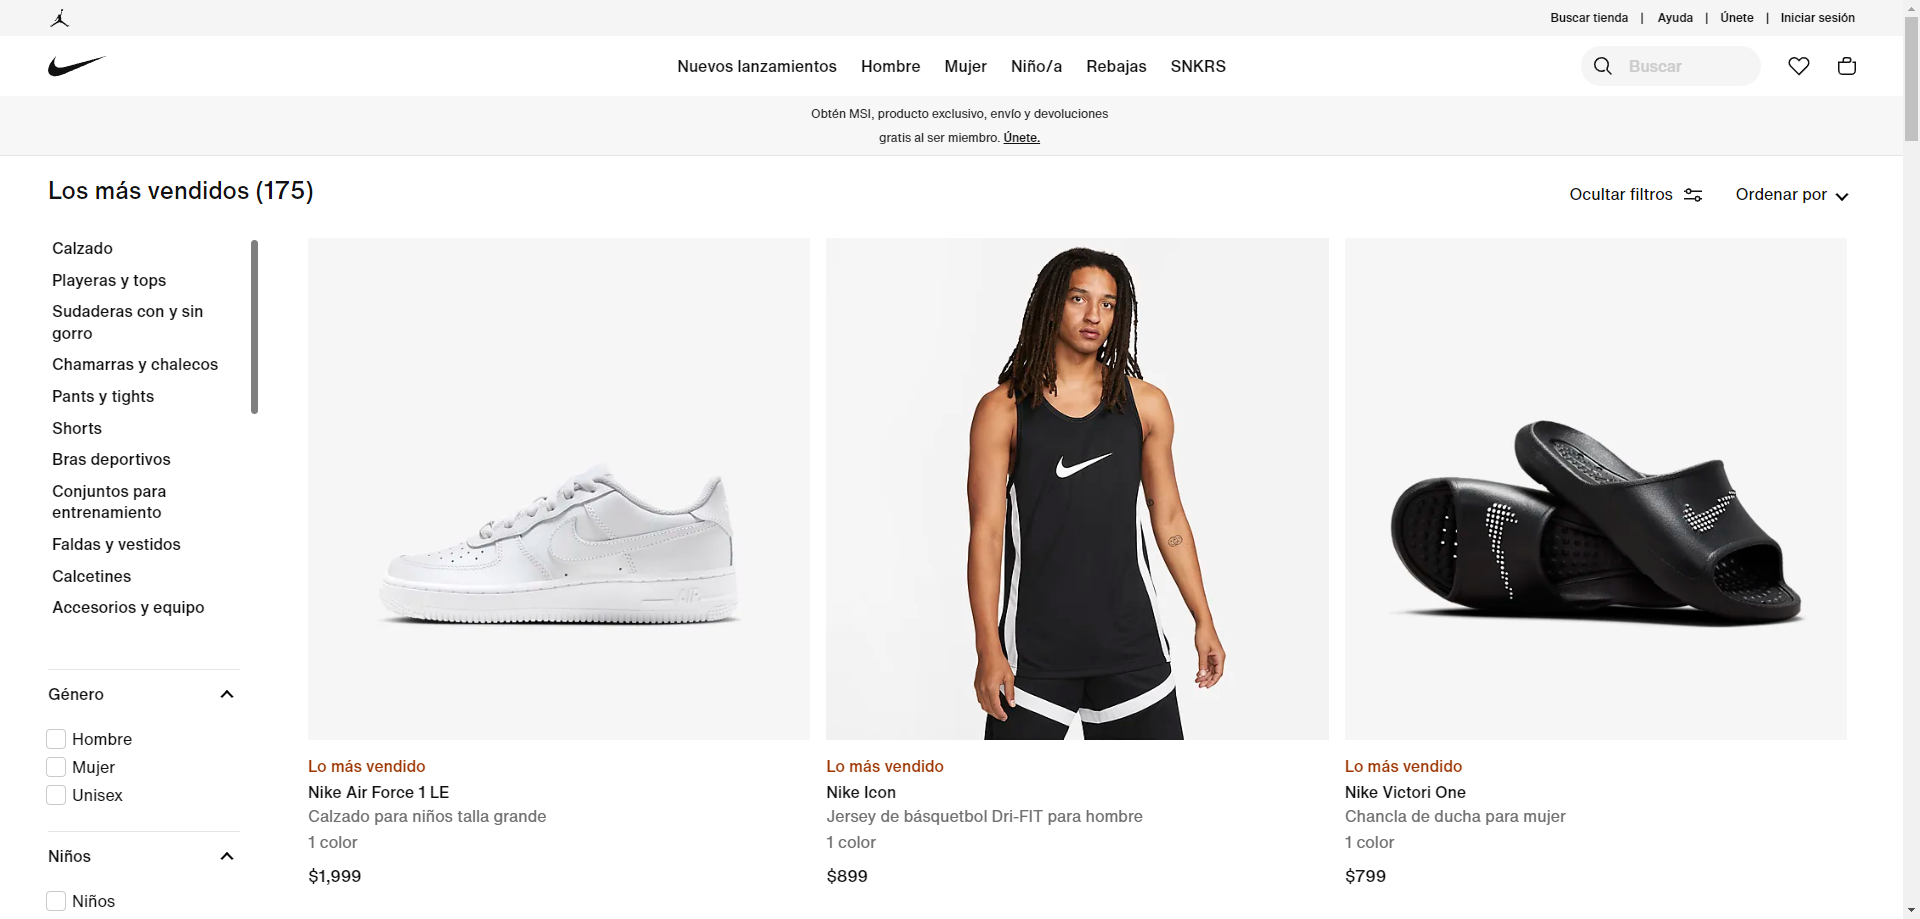 Buscar tienda | Ayuda | Únete | Iniciar sesión
Nuevos lanzamientos Hombre Mujer Niño/a Rebajas SNKRS
Buscar
Obtén MSI, producto exclusivo, envío y devoluciones
gratis al ser miembro. Únete.
Los más vendidos (175)
Ocultar filtros
Ordenar por
Calzado
Playeras y tops
Sudaderas con y sin
gorro
Chamarras y chalecos
Pants y tights
Shorts
Bras deportivos
Conjuntos para
entrenamiento
Faldas y vestidos
Calcetines
Accesorios y equipo
Género
Hombre
Mujer
Unisex
Niños
Niños
AIR
Lo más vendido
Nike Air Force 1 LE
Calzado para niños talla grande
1 color
$1,999
Lo más vendido
Nike Icon
Jersey de básquetbol Dri-FIT para hombre
1 color
$899
Lo más vendido
Nike Victori One
Chancla de ducha para mujer
1 color
$799